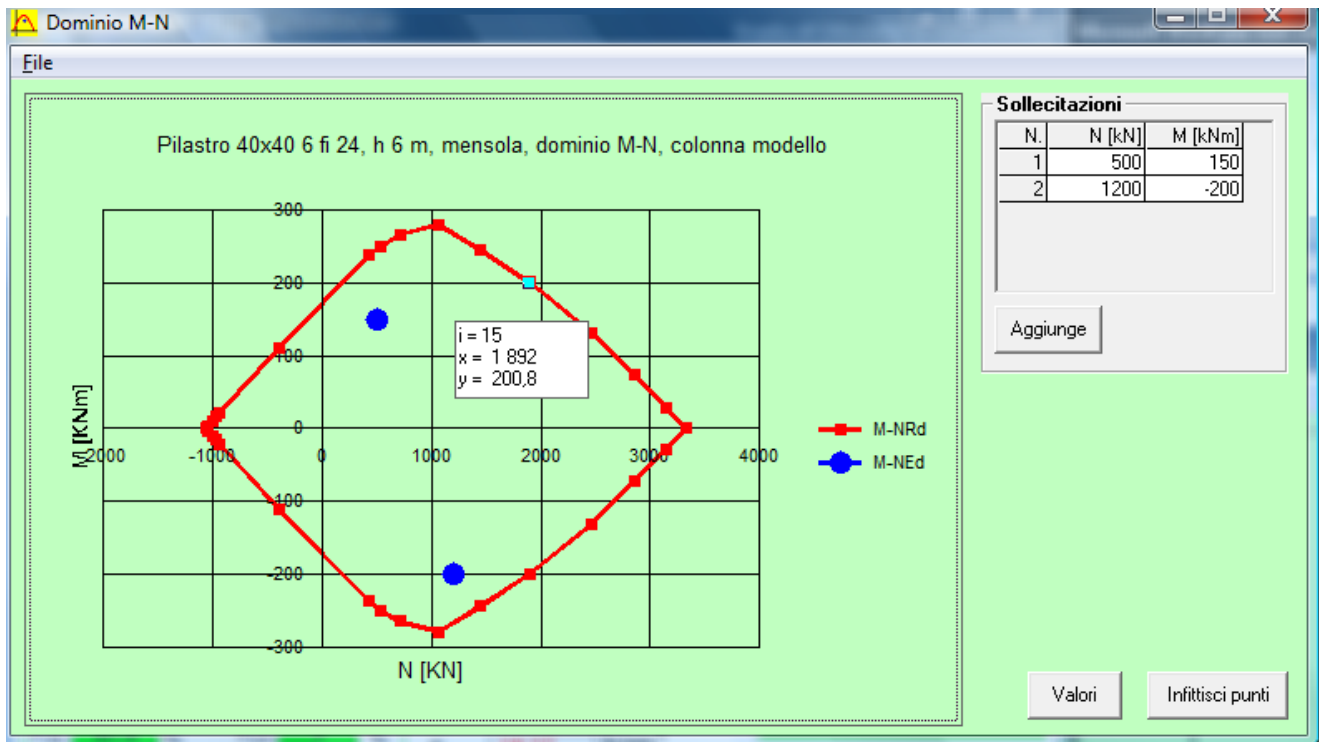 Dominio M-N
File
Pilastro 40x40 6 fi 24, h 6 m, mensola, dominio M-N, colonna modello
300
200
100
0
-100
-200
-300
M [KNm]
-2000 -1000 0 1000 2000 3000 4000
N [KN]
i = 15
x = 1 892
y = 200,8
M-NRd
M-NEd
Sollecitazioni
N. N [kN] M [kNm]
1 500 150
2 1200 -200
Aggiunge
Valori Infittisci punti